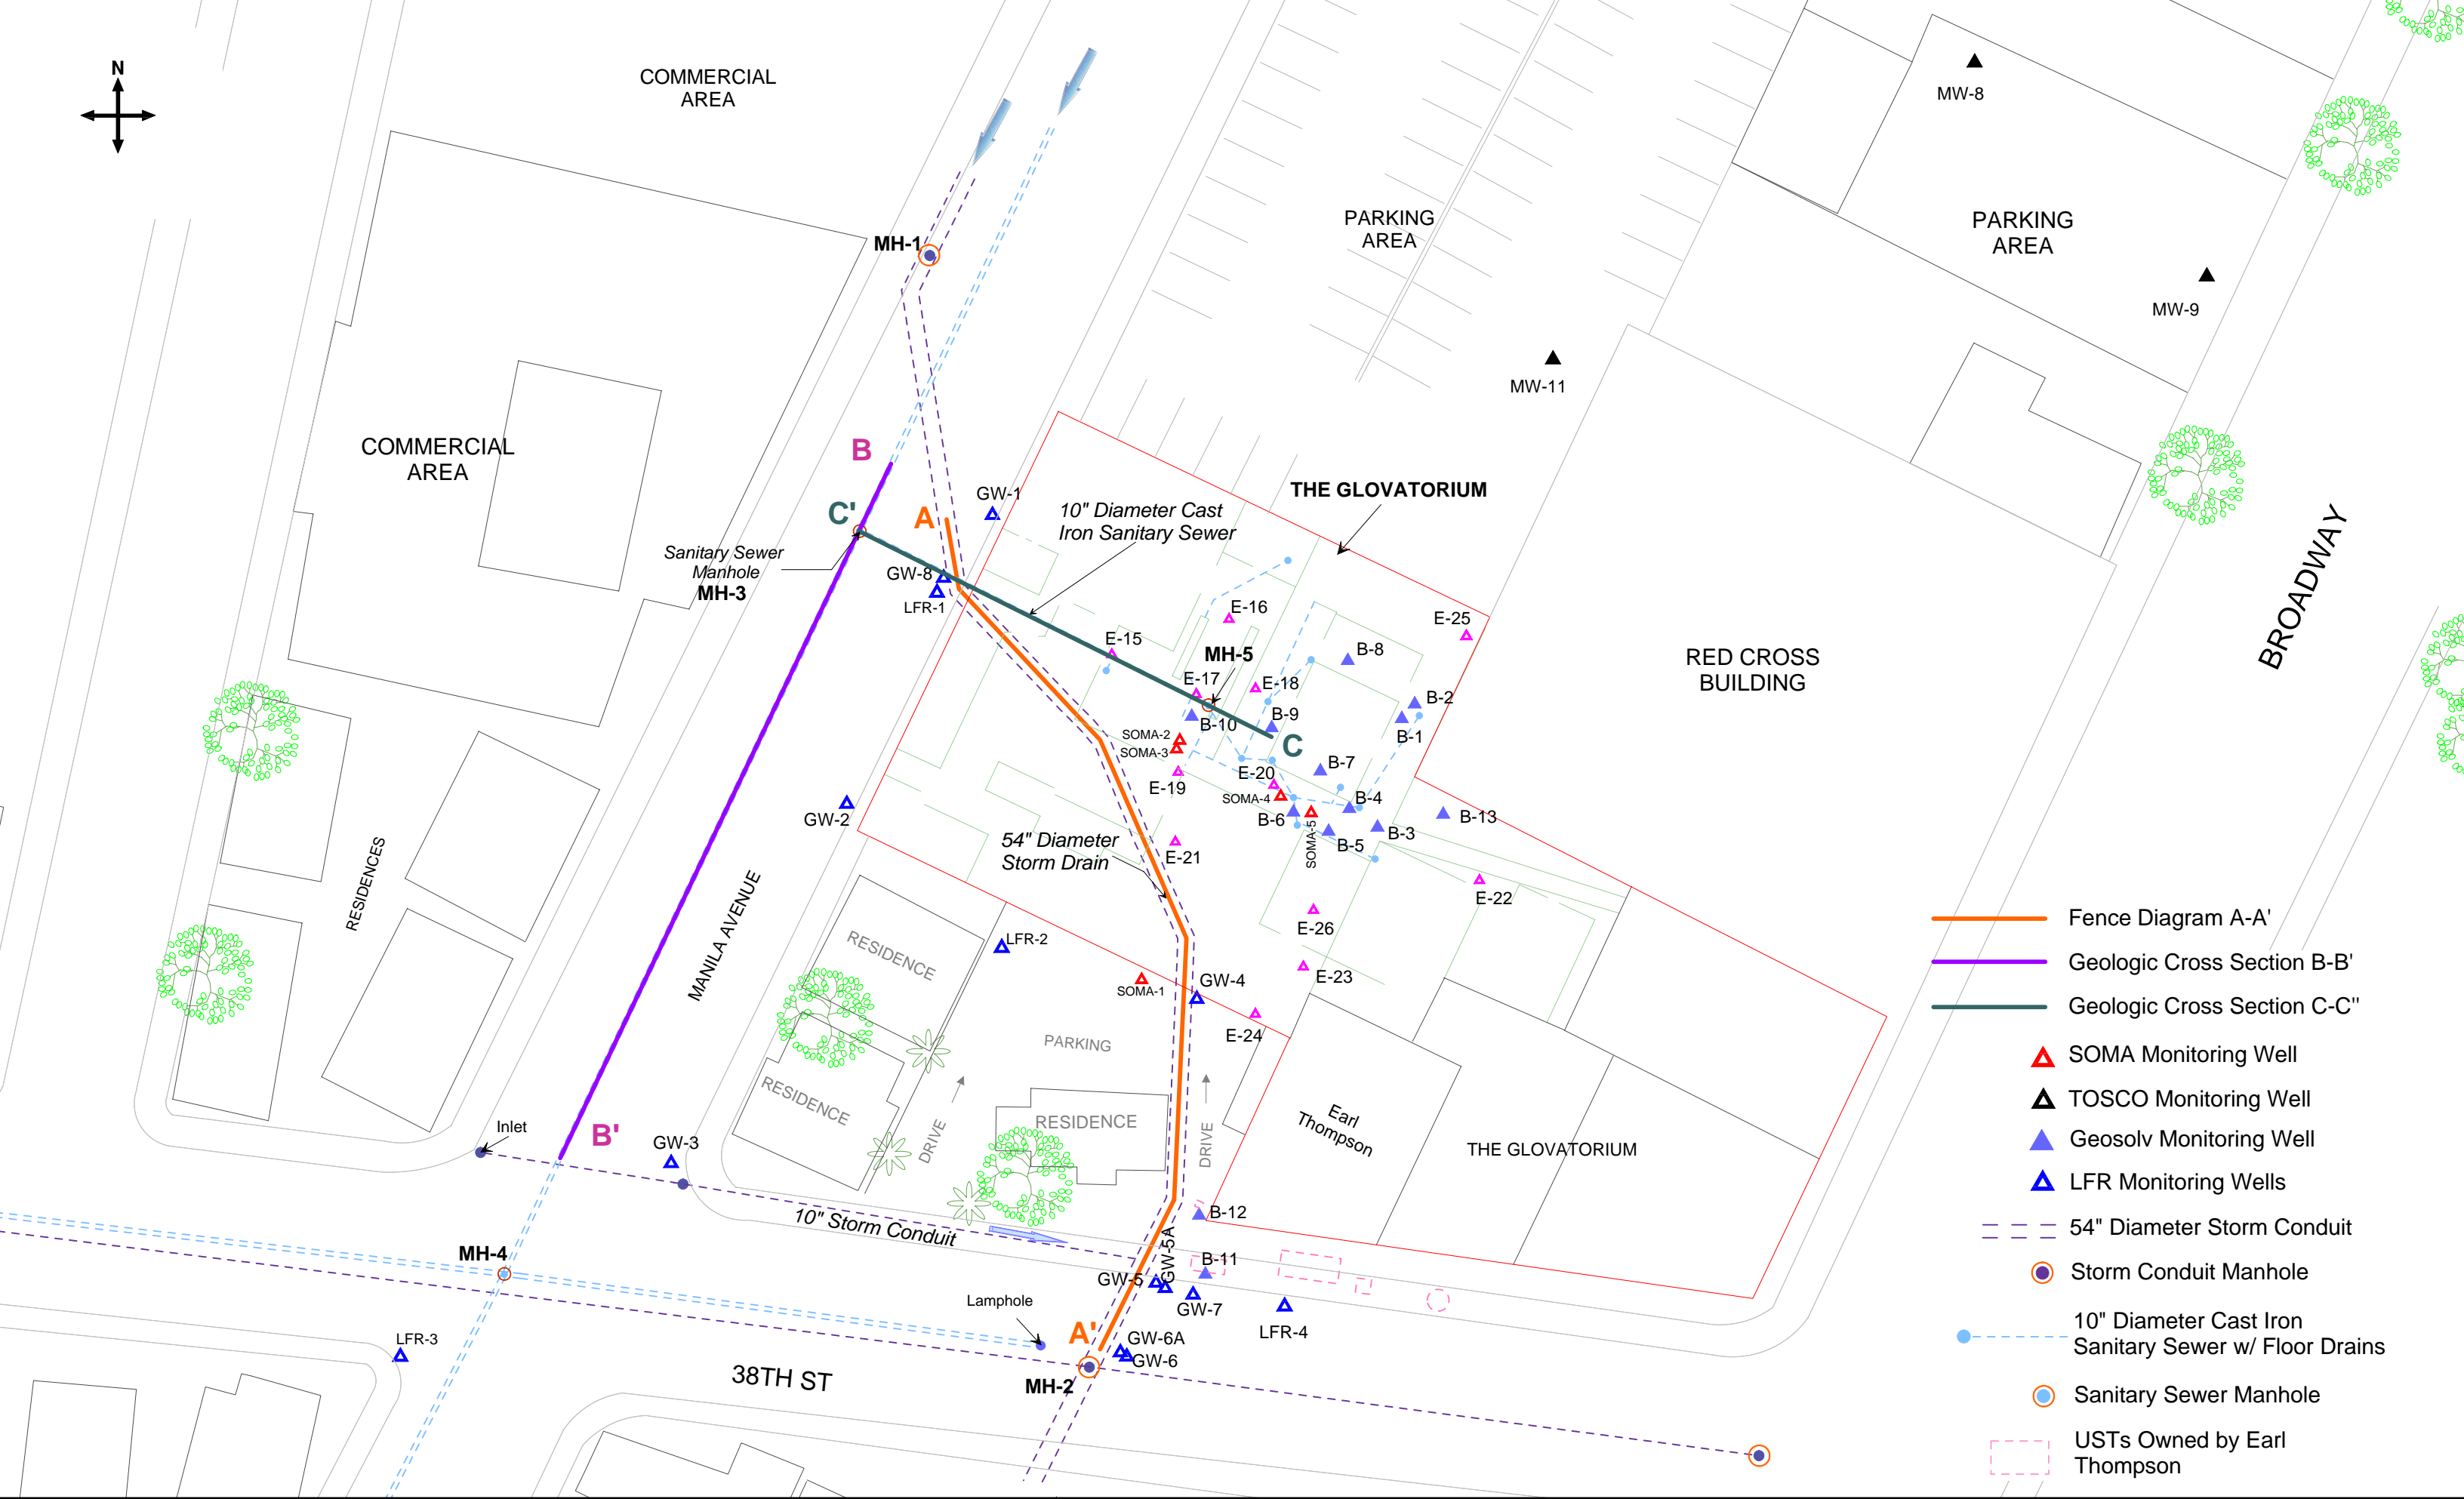 N
COMMERCIAL
AREA
MW-8
PARKING
AREA
PARKING
AREA
MH-1
MW-9
MW-11
COMMERCIAL
AREA
B
C'
A
GW-1
10" Diameter Cast
Iron Sanitary Sewer
THE GLOVATORIUM
BROADWAY
Sanitary Sewer
Manhole
MH-3
GW-8
LFR-1
E-16
E-25
E-15
MH-5
B-8
RED CROSS
BUILDING
E-17
E-18
B-2
B-10
B-9
B-1
SOMA-2
SOMA-3
C
E-19
E-20
B-7
SOMA-4
B-4
GW-2
B-6
SOMA-5
B-5
B-3
B-13
54" Diameter
Storm Drain
E-21
RESIDENCES
MANILA AVENUE
E-22
E-26
RESIDENCE
LFR-2
E-23
SOMA-1
GW-4
E-24
PARKING
RESIDENCE
RESIDENCE
DRIVE
DRIVE
Earl
Thompson
THE GLOVATORIUM
Inlet
B'
GW-3
10" Storm Conduit
B-12
GW-5A
B-11
GW-5
GW-7
LFR-4
MH-4
Lamphole
LFR-3
A'
GW-6A
GW-6
MH-2
38TH ST
Fence Diagram A-A'
Geologic Cross Section B-B'
Geologic Cross Section C-C''
SOMA Monitoring Well
TOSCO Monitoring Well
Geosolv Monitoring Well
LFR Monitoring Wells
54" Diameter Storm Conduit
Storm Conduit Manhole
10" Diameter Cast Iron
Sanitary Sewer w/ Floor Drains
Sanitary Sewer Manhole
USTs Owned by Earl
Thompson